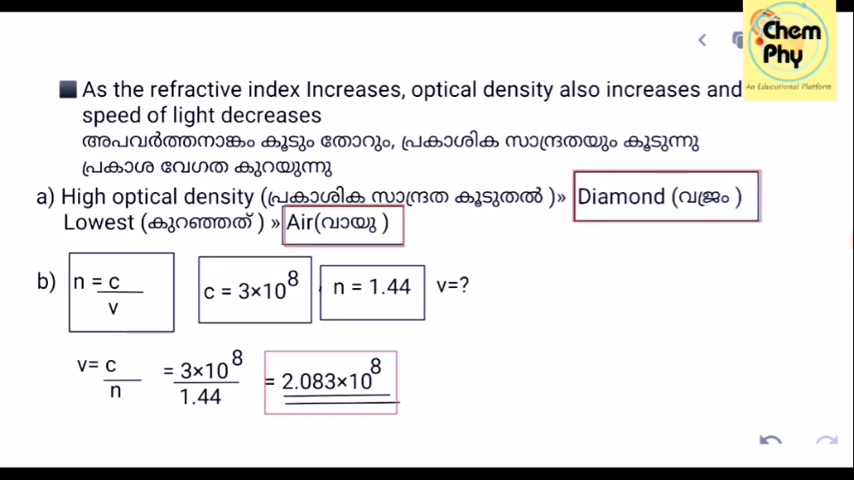 Chem
Phy
An Educational Platform
As the refractive index Increases, optical density also increases and
speed of light decreases
അപവർത്തനാങ്കം കൂടും തോറും, പ്രകാശിക സാന്ദ്രതയും കൂടുന്നു
പ്രകാശ വേഗത കുറയുന്നു
a) High optical density (പ്രകാശിക സാന്ദ്രത കൂടുതൽ )» Diamond (വജ്രം )
Lowest (കുറഞ്ഞത് ) » Air(വായു )
b) n = c/v c = 3×10^8 , n = 1.44 v=?
v= c/n = 3×10^8/1.44 = 2.083×10^8